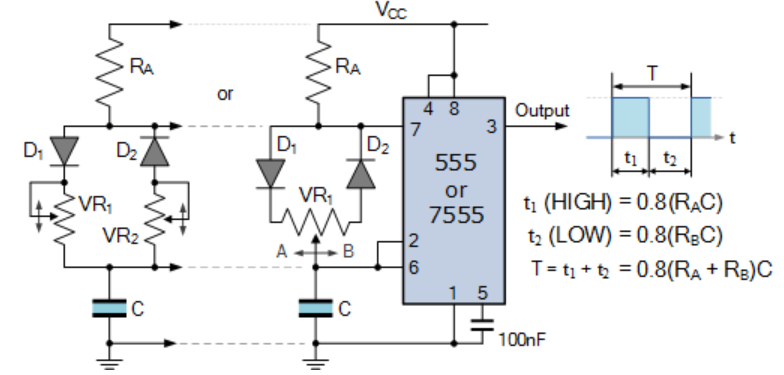 Vcc
RA
or
RA
4 8
Output
T
7
3
D1
D2
D1
D2
555
or
7555
t
t1
t2
VR1
VR1
VR2
t1 (HIGH) = 0.8(RAC)
A
B
2
t2 (LOW) = 0.8(RBC)
6
T = t1 + t2 = 0.8(RA + RB)C
C
C
1 5
100nF